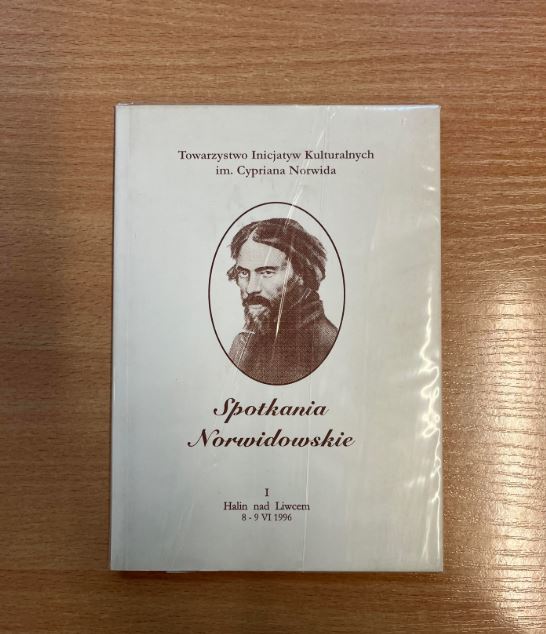 Towarzystwo Inicjatyw Kulturalnych
im. Cypriana Norwida
Spotkania
Norwidowskie
I
Halin nad Liwcem
8 - 9 VI 1996